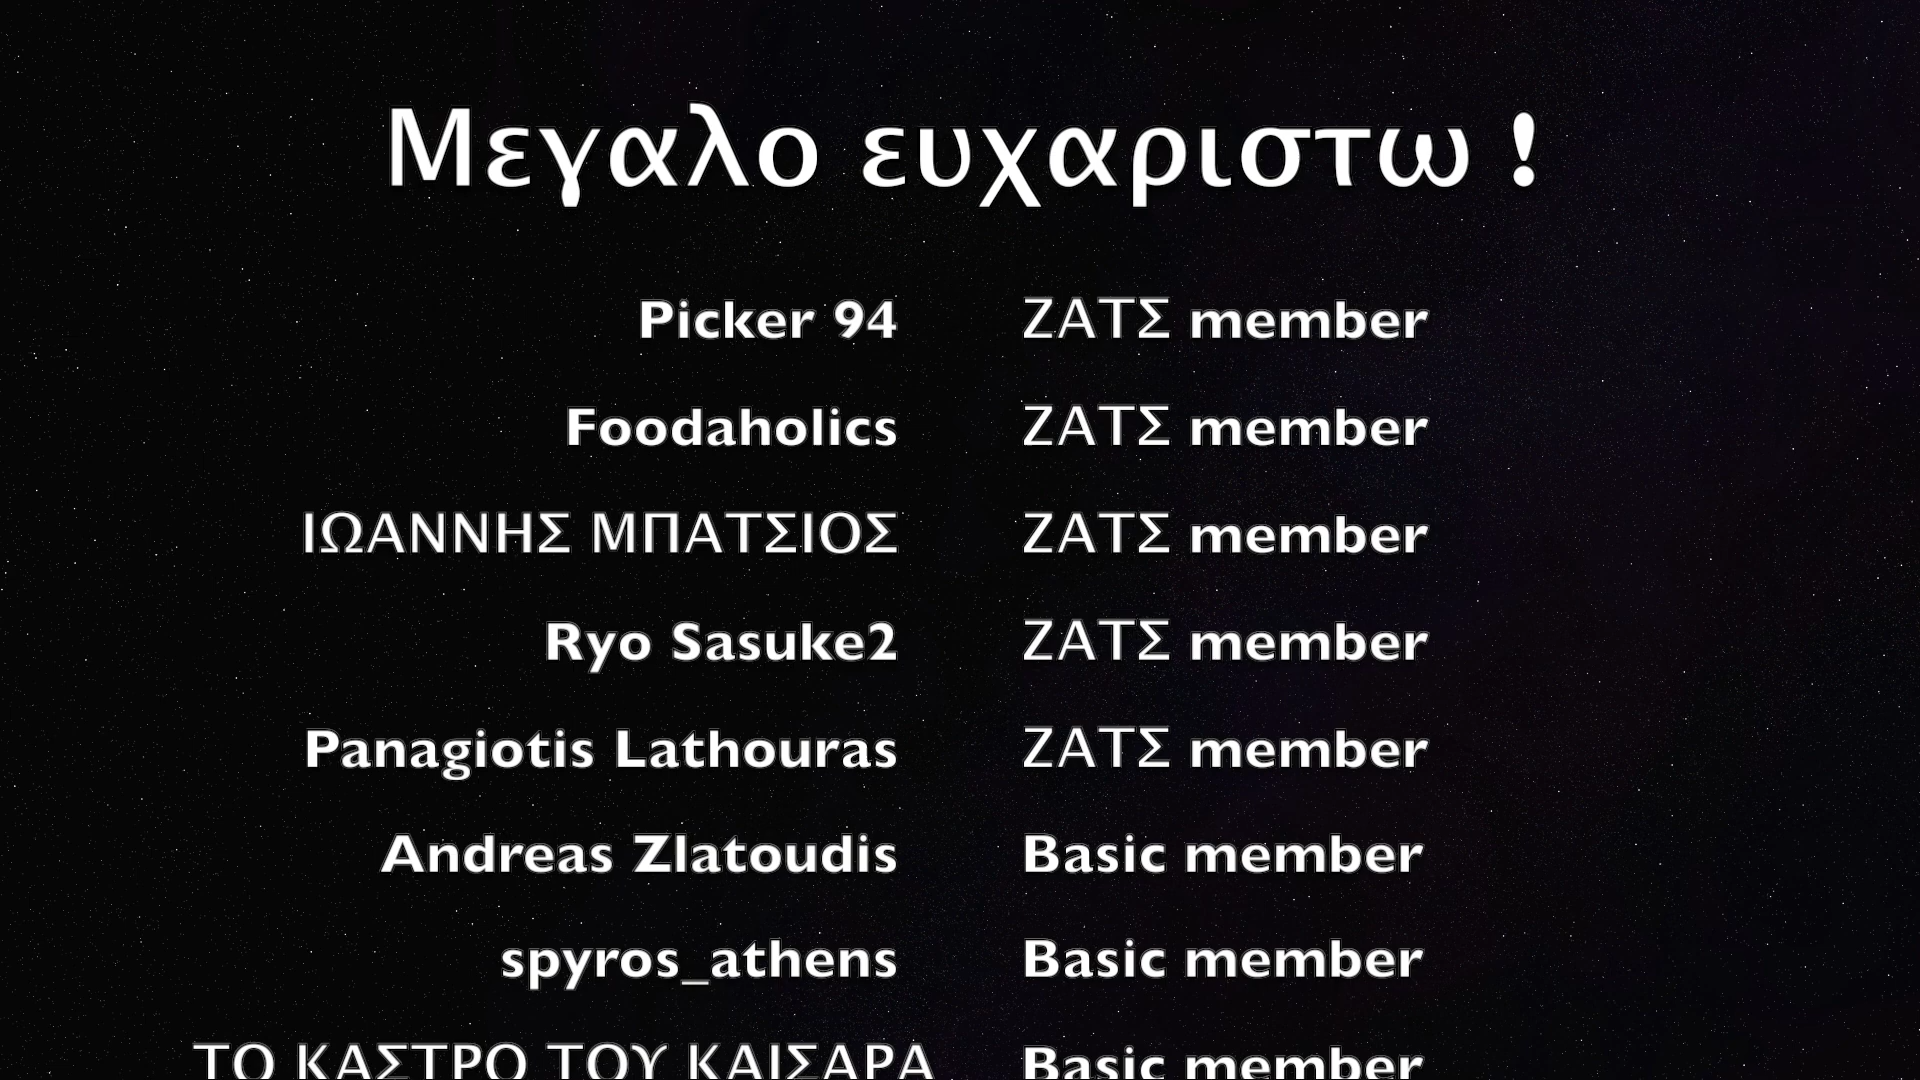 Μεγαλο ευχαριστω !
Picker 94 ΖΑΤΣ member
Foodaholics ΖΑΤΣ member
ΙΩΑΝΝΗΣ ΜΠΑΤΣΙΟΣ ΖΑΤΣ member
Ryo Sasuke2 ΖΑΤΣ member
Panagiotis Lathouras ΖΑΤΣ member
Andreas Zlatoudis Basic member
spyros_athens Basic member
ΤΟ ΚΑΣΤΡΟ ΤΟΥ ΚΑΙΣΑΡΑ Basic member